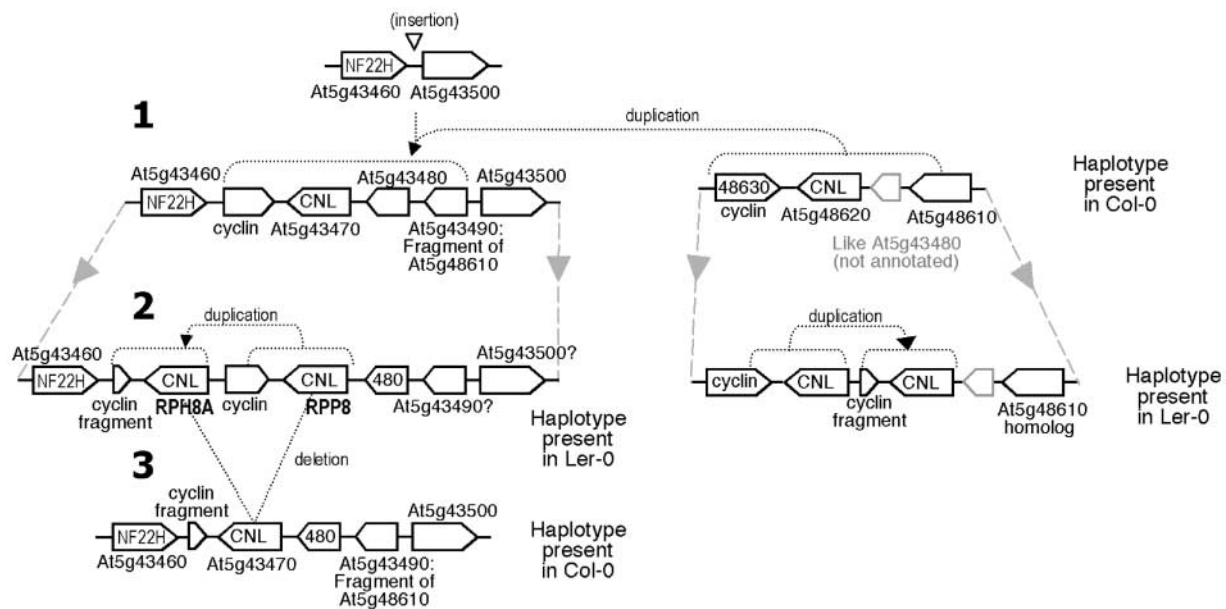 (insertion)
NF22H
At5g43460 At5g43500
1
duplication
At5g43460
At5g43480
At5g43500
NF22H
CNL
cyclin At5g43470
At5g43490:
Fragment of
At5g48610
48630
CNL
cyclin
At5g48620
At5g48610
Like At5g43480
(not annotated)
Haplotype
present
in Col-0
2
duplication
At5g43460
At5g43500?
NF22H
CNL
CNL
480
cyclin
fragment
RPH8A
cyclin
RPP8
At5g43490?
Haplotype
present
in Ler-0
duplication
cyclin
CNL
CNL
cyclin
fragment
At5g48610
homolog
Haplotype
present
in Ler-0
3
deletion
cyclin
fragment
At5g43500
NF22H
CNL
480
At5g43460
At5g43470
At5g43490:
Fragment of
At5g48610
Haplotype
present
in Col-0